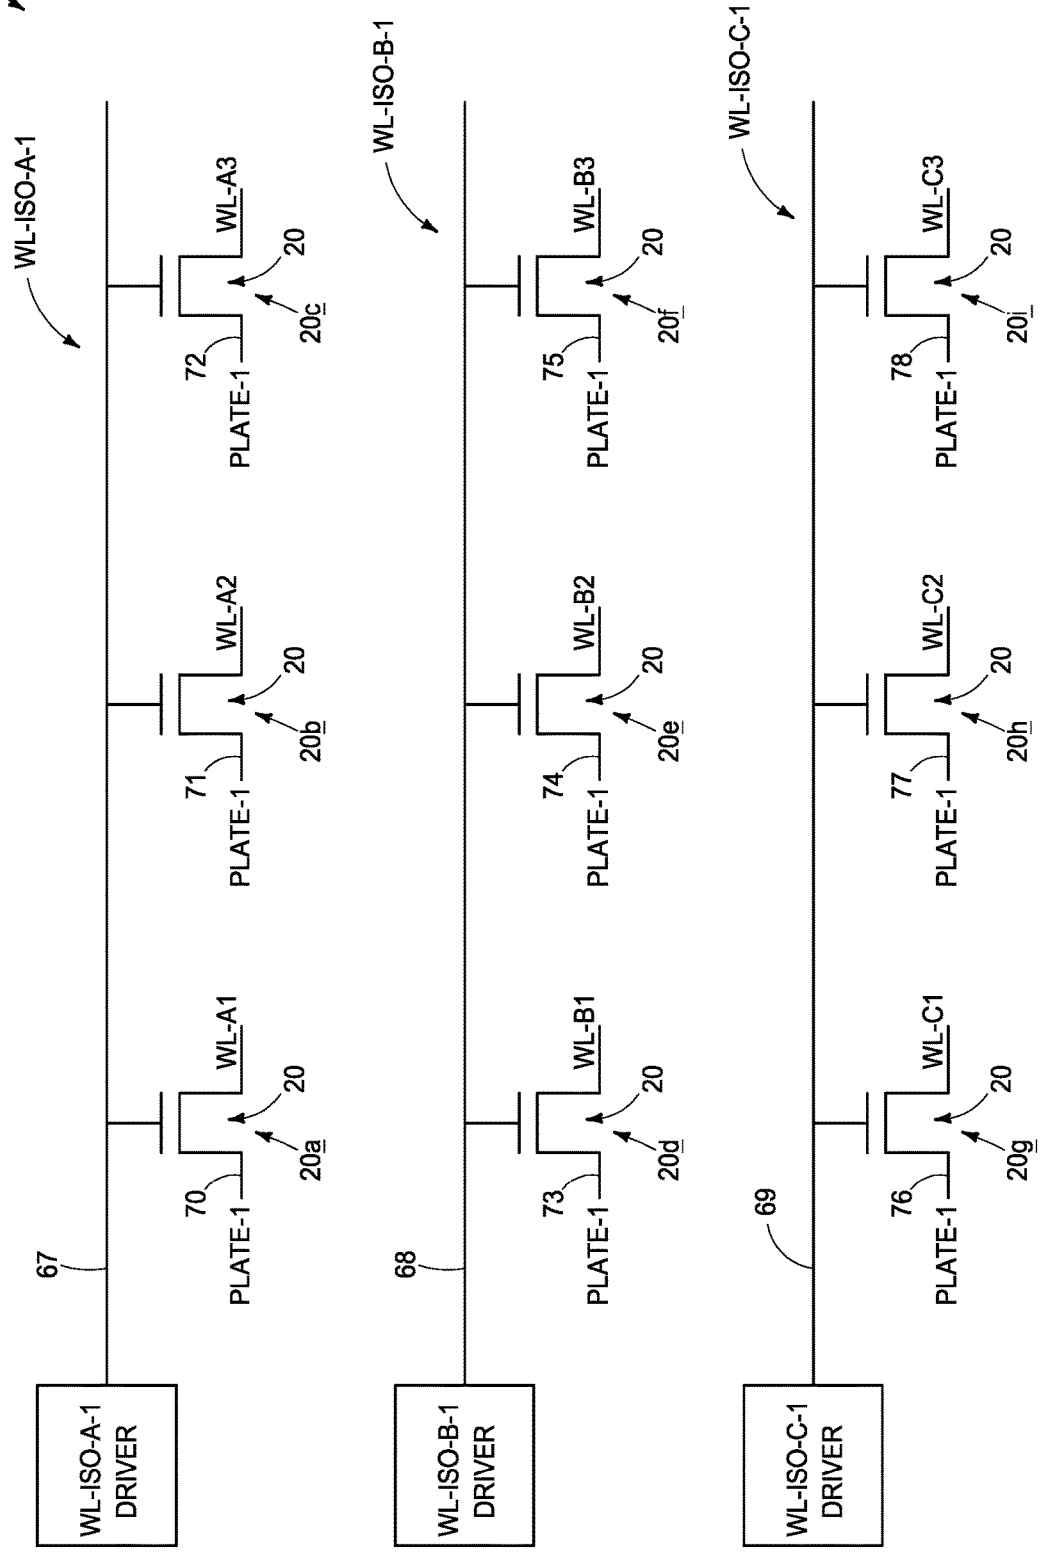 WL-ISO-A-1
67
WL-ISO-A-1
DRIVER
70
PLATE-1
WL-A1
20
20a
71
PLATE-1
WL-A2
20
20b
72
PLATE-1
WL-A3
20
20c
WL-ISO-B-1
68
WL-ISO-B-1
DRIVER
73
PLATE-1
WL-B1
20
20d
74
PLATE-1
WL-B2
20
20e
75
PLATE-1
WL-B3
20
20f
WL-ISO-C-1
69
WL-ISO-C-1
DRIVER
76
PLATE-1
WL-C1
20
20g
77
PLATE-1
WL-C2
20
20h
78
PLATE-1
WL-C3
20
20i